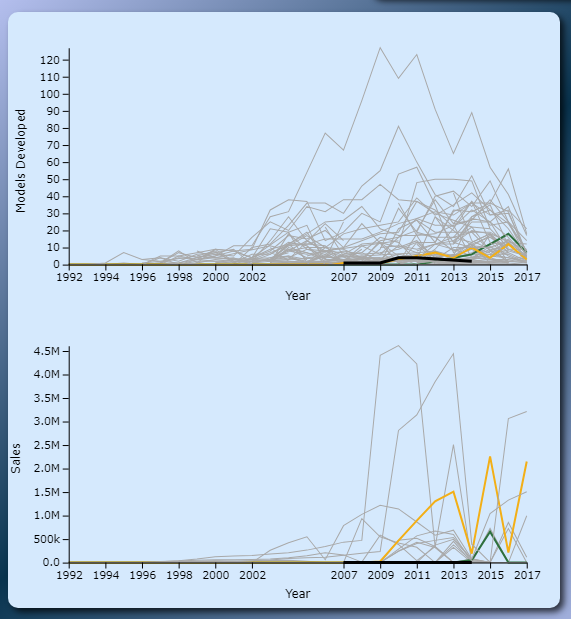 120
110
100
90
80
70
60
50
40
30
20
10
0
Models Developed
1992 1994 1996 1998 2000 2002 2007 2009 2011 2013 2015 2017
Year
4.5M
4.0M
3.5M
3.0M
2.5M
2.0M
1.5M
1.0M
500k
0.0
Sales
1992 1994 1996 1998 2000 2002 2007 2009 2011 2013 2015 2017
Year